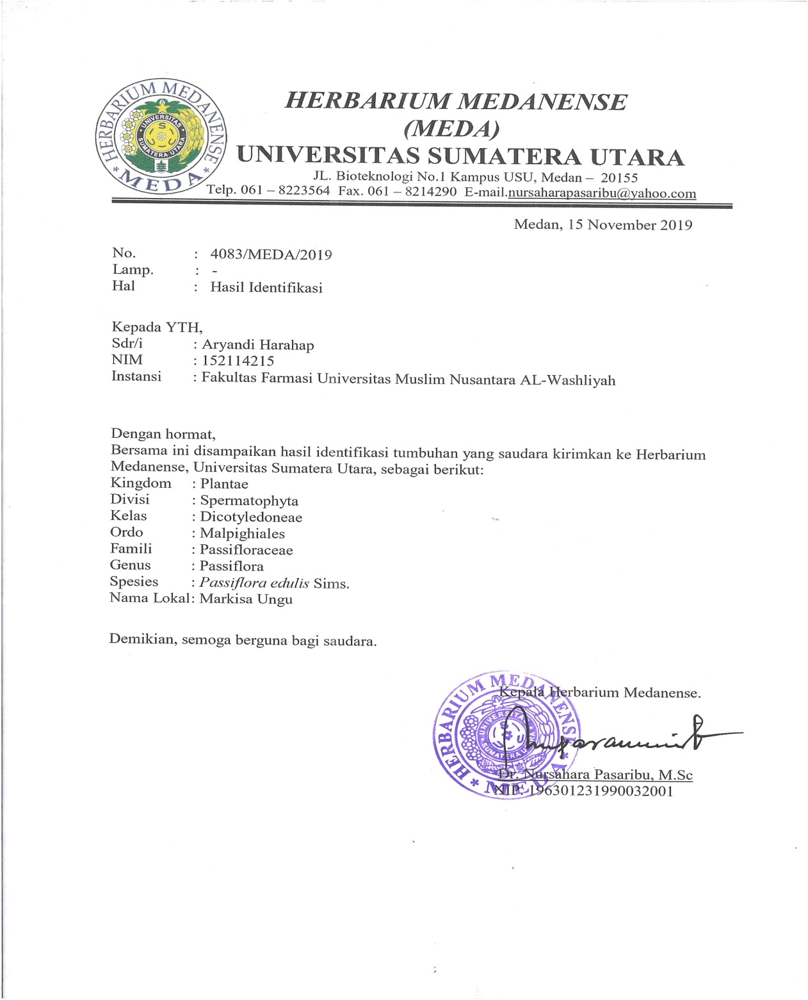 HERBARIUM MEDANENSE
* MEDA *
UNIVERSITAS
SUMATERA UTARA
HERBARIUM MEDANENSE
(MEDA)
UNIVERSITAS SUMATERA UTARA
JL. Bioteknologi No.1 Kampus USU, Medan – 20155
Telp. 061 – 8223564 Fax. 061 – 8214290 E-mail.nursaharapasaribu@yahoo.com
Medan, 15 November 2019
No. : 4083/MEDA/2019
Lamp. : -
Hal : Hasil Identifikasi
Kepada YTH,
Sdr/i : Aryandi Harahap
NIM : 152114215
Instansi : Fakultas Farmasi Universitas Muslim Nusantara AL-Washliyah
Dengan hormat,
Bersama ini disampaikan hasil identifikasi tumbuhan yang saudara kirimkan ke Herbarium
Medanense, Universitas Sumatera Utara, sebagai berikut:
Kingdom : Plantae
Divisi : Spermatophyta
Kelas : Dicotyledoneae
Ordo : Malpighiales
Famili : Passifloraceae
Genus : Passiflora
Spesies : Passiflora edulis Sims.
Nama Lokal: Markisa Ungu
Demikian, semoga berguna bagi saudara.
Kepala Herbarium Medanense.
HERBARIUM MEDANENSE
* MEDA *
UNIVERSITAS
SUMATERA UTARA
Dr. Nursahara Pasaribu, M.Sc
NIP. 196301231990032001